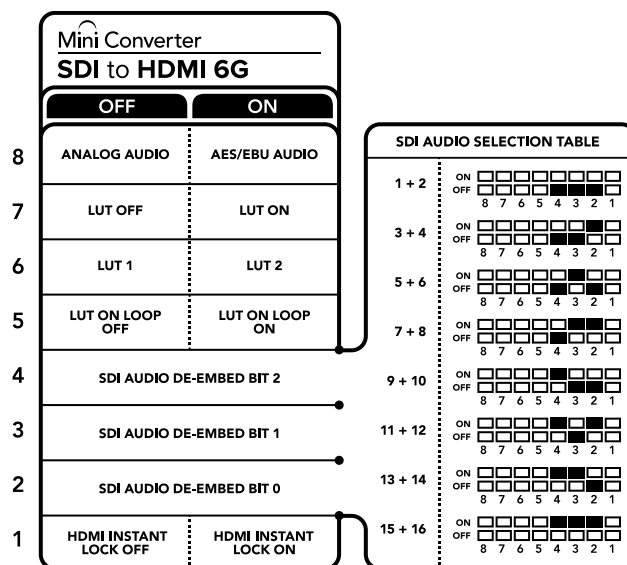 Mini Converter
SDI to HDMI 6G
OFF ON
8 ANALOG AUDIO AES/EBU AUDIO
7 LUT OFF LUT ON
6 LUT 1 LUT 2
5 LUT ON LOOP OFF LUT ON LOOP ON
4 SDI AUDIO DE-EMBED BIT 2
3 SDI AUDIO DE-EMBED BIT 1
2 SDI AUDIO DE-EMBED BIT 0
1 HDMI INSTANT LOCK OFF HDMI INSTANT LOCK ON
SDI AUDIO SELECTION TABLE
1 + 2
ON
OFF
8 7 6 5 4 3 2 1
3 + 4
ON
OFF
8 7 6 5 4 3 2 1
5 + 6
ON
OFF
8 7 6 5 4 3 2 1
7 + 8
ON
OFF
8 7 6 5 4 3 2 1
9 + 10
ON
OFF
8 7 6 5 4 3 2 1
11 + 12
ON
OFF
8 7 6 5 4 3 2 1
13 + 14
ON
OFF
8 7 6 5 4 3 2 1
15 + 16
ON
OFF
8 7 6 5 4 3 2 1